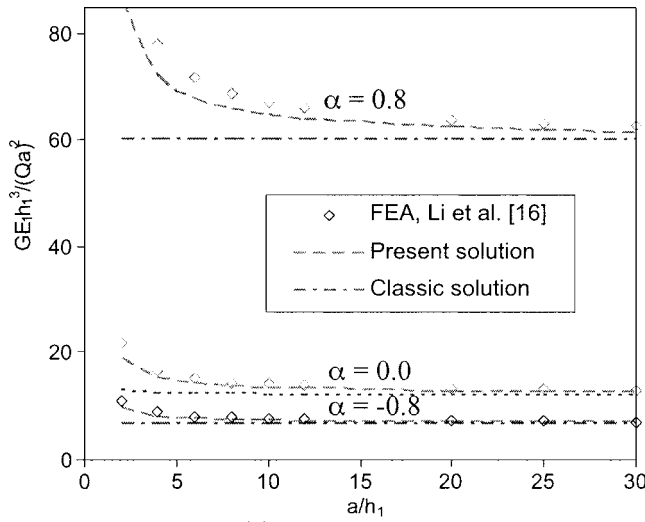 80
60
40
20
0
GE₁h₁³/(Qa)²
α = 0.8
FEA, Li et al. [16]
Present solution
Classic solution
α = 0.0
α = -0.8
0 5 10 15 20 25 30
a/h₁